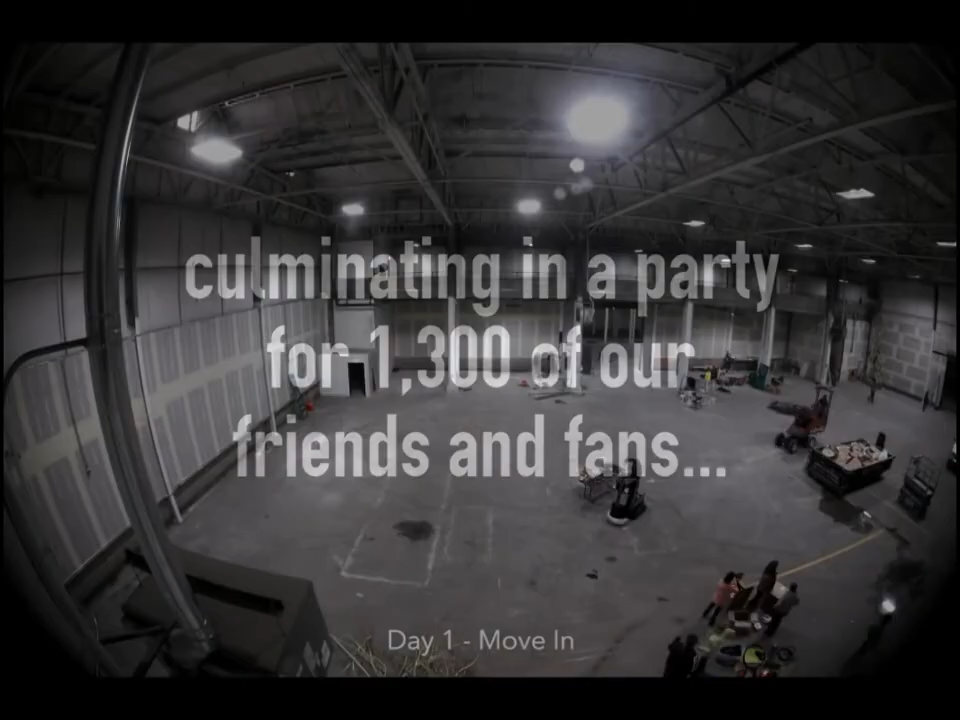 culminating in a party
for 1,300 of our
friends and fans...
Day 1 - Move In